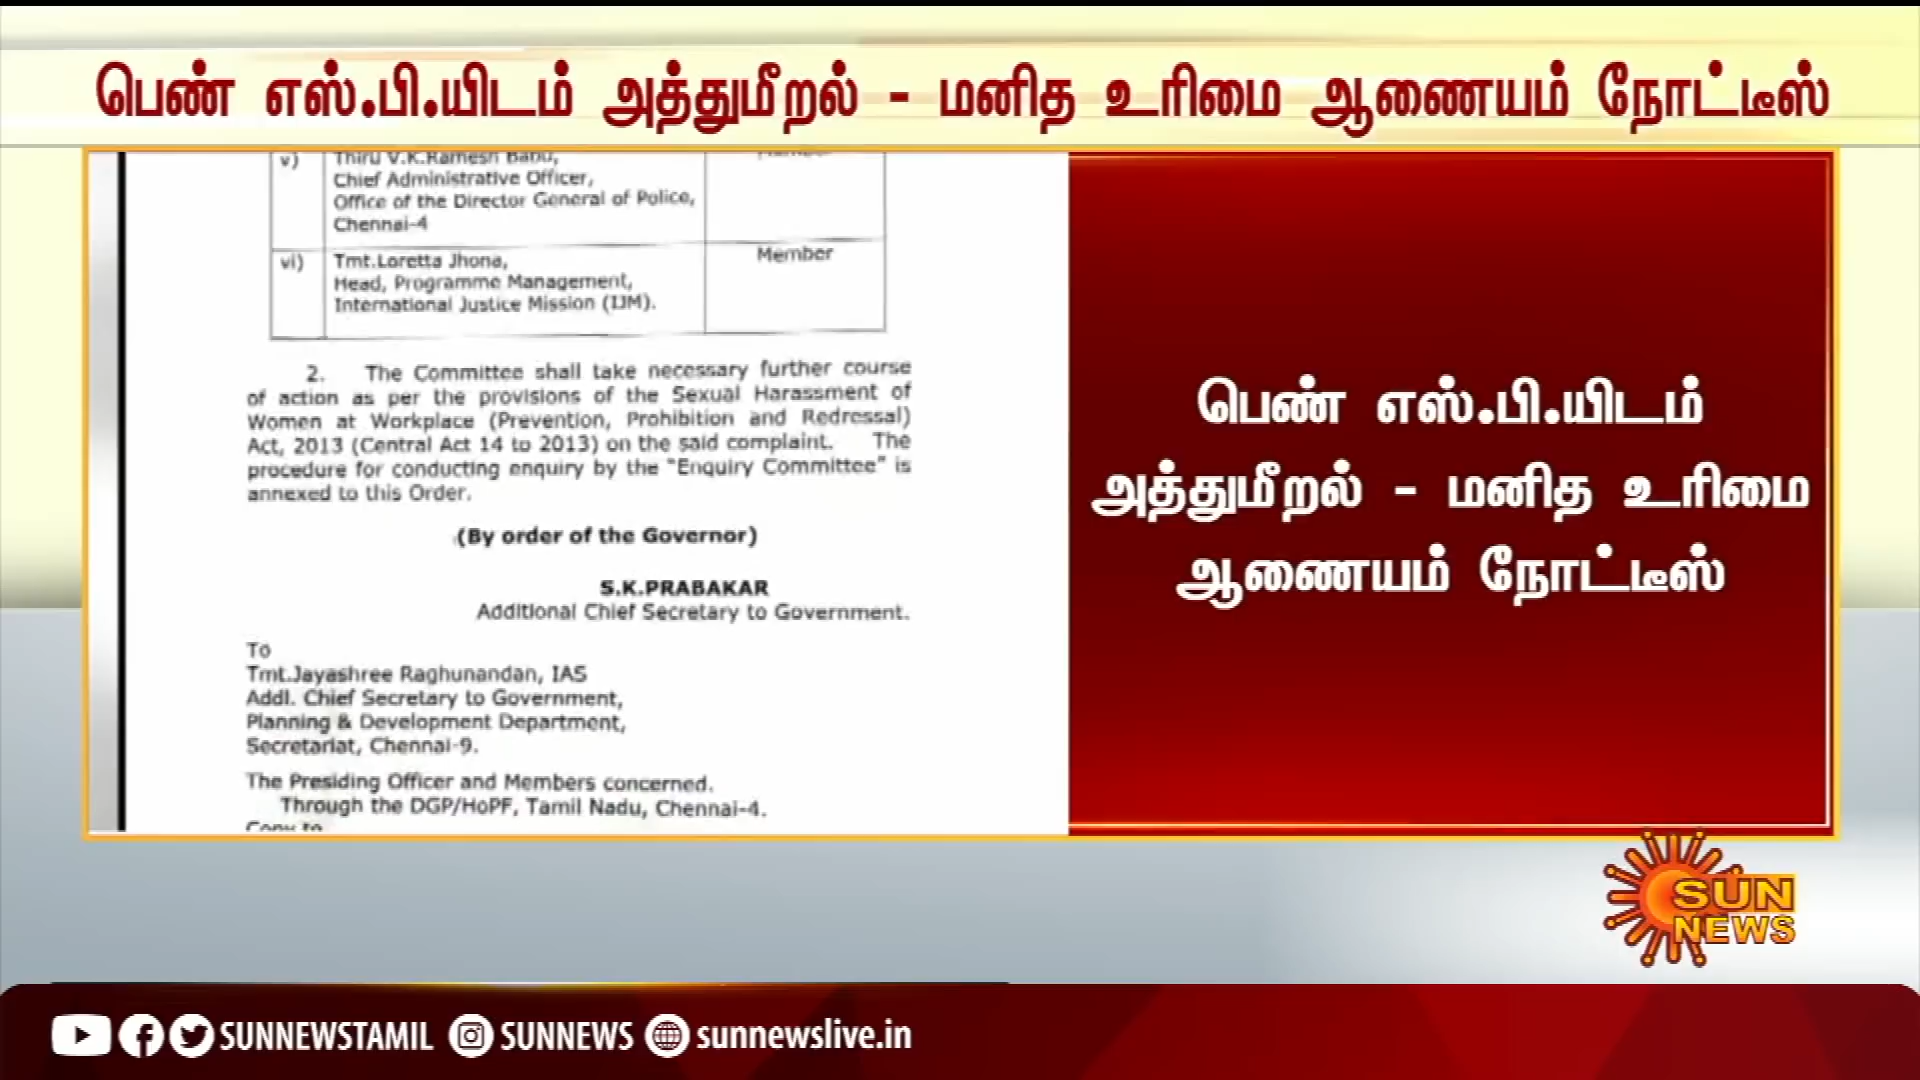 பெண் எஸ்.பி.யிடம் அத்துமீறல் - மனித உரிமை ஆணையம் நோட்டீஸ்
v) Thiru V.K.Ramesh Babu, Member
Chief Administrative Officer,
Office of the Director General of Police,
Chennai-4
vi) Tmt.Loretta Jhona, Member
Head, Programme Management,
International Justice Mission (IJM).
2. The Committee shall take necessary further course
of action as per the provisions of the Sexual Harassment of
Women at Workplace (Prevention, Prohibition and Redressal)
Act, 2013 (Central Act 14 to 2013) on the said complaint. The
procedure for conducting enquiry by the "Enquiry Committee" is
annexed to this Order.
(By order of the Governor)
S.K.PRABAKAR
Additional Chief Secretary to Government.
To
Tmt.Jayashree Raghunandan, IAS
Addl. Chief Secretary to Government,
Planning & Development Department,
Secretariat, Chennai-9.
The Presiding Officer and Members concerned.
Through the DGP/HoPF, Tamil Nadu, Chennai-4.
Copy to
பெண் எஸ்.பி.யிடம்
அத்துமீறல் - மனித உரிமை
ஆணையம் நோட்டீஸ்
SUN
NEWS
SUNNEWSTAMIL SUNNEWS sunnewslive.in